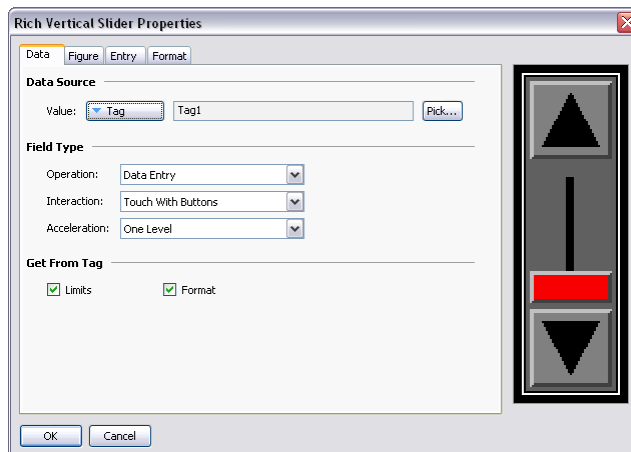 Rich Vertical Slider Properties
Data Figure Entry Format
Data Source
Value: Tag Tag1 Pick...
Field Type
Operation: Data Entry
Interaction: Touch With Buttons
Acceleration: One Level
Get From Tag
Limits Format
OK Cancel